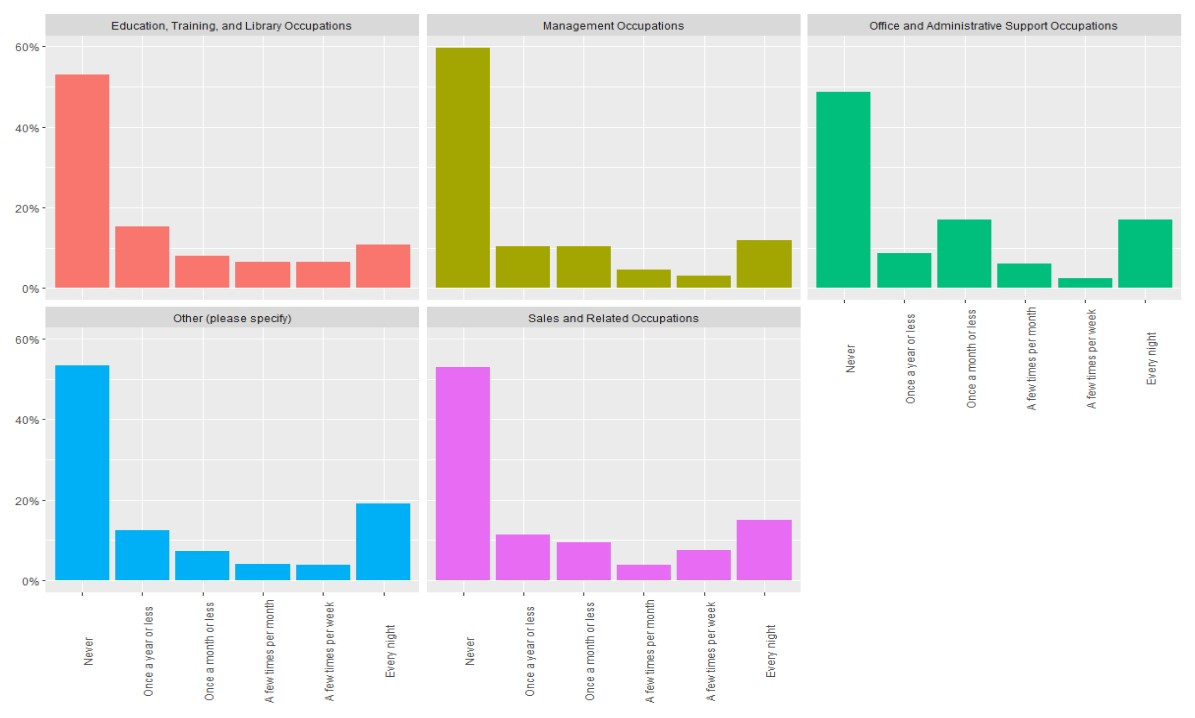 Education, Training, and Library Occupations
Management Occupations
Office and Administrative Support Occupations
60%
40%
20%
0%
Never
Once a year or less
Once a month or less
A few times per month
A few times per week
Every night
Other (please specify)
Sales and Related Occupations
60%
40%
20%
0%
Never
Once a year or less
Once a month or less
A few times per month
A few times per week
Every night
Never
Once a year or less
Once a month or less
A few times per month
A few times per week
Every night